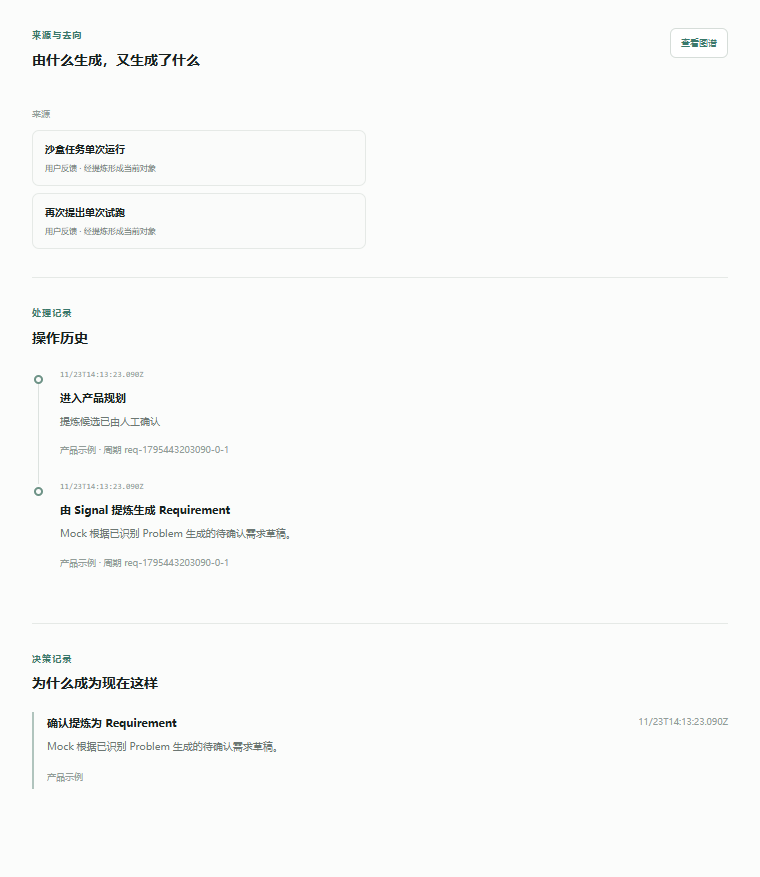 来源与去向
由什么生成，又生成了什么
查看图谱
来源
沙盒任务单次运行
用户反馈 · 经提炼形成当前对象
再次提出单次试跑
用户反馈 · 经提炼形成当前对象
处理记录
操作历史
11/23T14:13:23.090Z
进入产品规划
提炼候选已由人工确认
产品示例 · 周期 req-1795443203090-0-1
11/23T14:13:23.090Z
由 Signal 提炼生成 Requirement
Mock 根据已识别 Problem 生成的待确认需求草稿。
产品示例 · 周期 req-1795443203090-0-1
决策记录
为什么成为现在这样
确认提炼为 Requirement
11/23T14:13:23.090Z
Mock 根据已识别 Problem 生成的待确认需求草稿。
产品示例